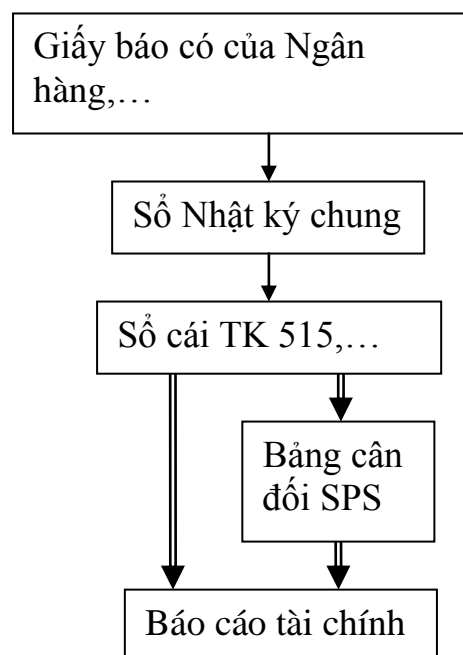 Giấy báo có của Ngân
hàng,…
Sổ Nhật ký chung
Sổ cái TK 515,…
Bảng cân
đối SPS
Báo cáo tài chính